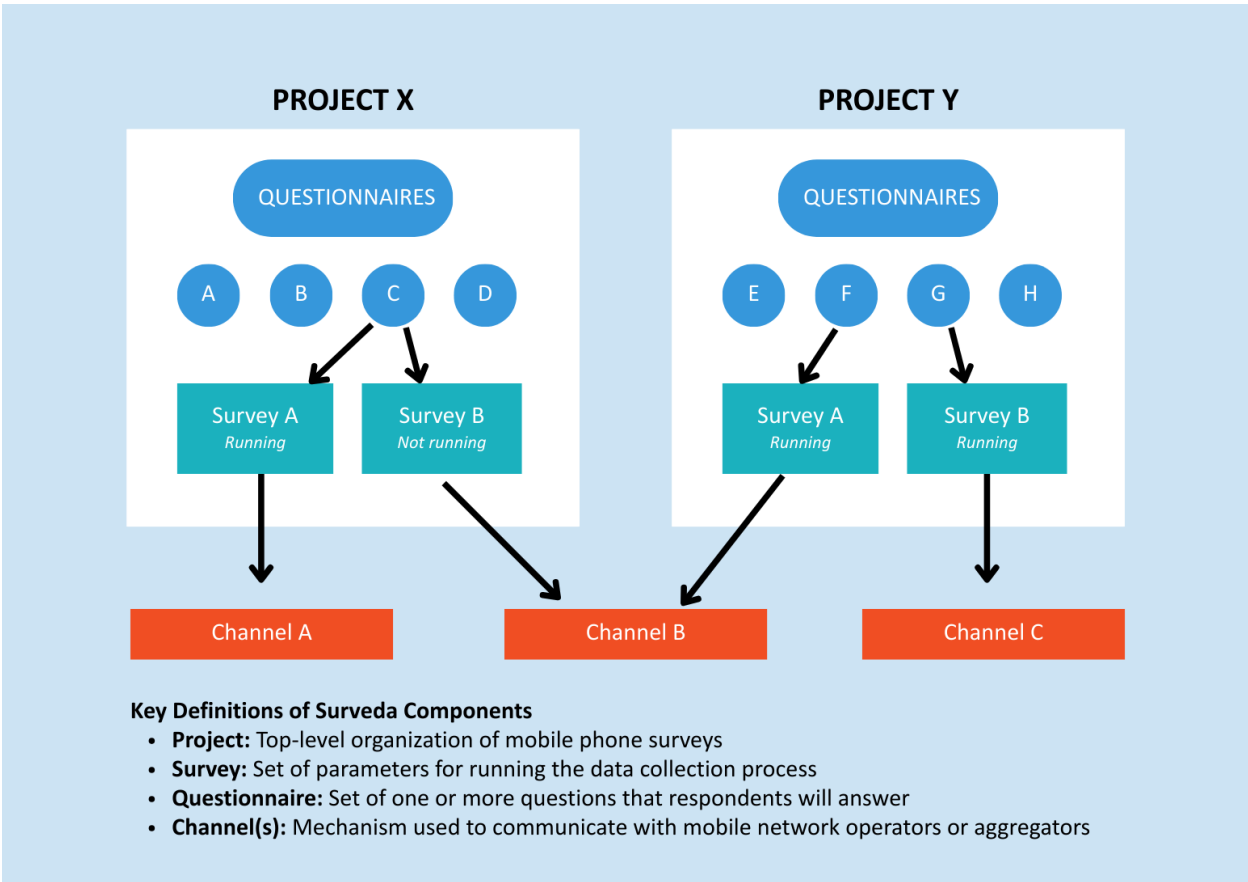 PROJECT X
PROJECT Y
QUESTIONNAIRES
QUESTIONNAIRES
A
B
C
D
E
F
G
H
Survey A
Running
Survey B
Not running
Survey A
Running
Survey B
Running
Channel A
Channel B
Channel C
Key Definitions of Surveda Components
• Project: Top-level organization of mobile phone surveys
• Survey: Set of parameters for running the data collection process
• Questionnaire: Set of one or more questions that respondents will answer
• Channel(s): Mechanism used to communicate with mobile network operators or aggregators